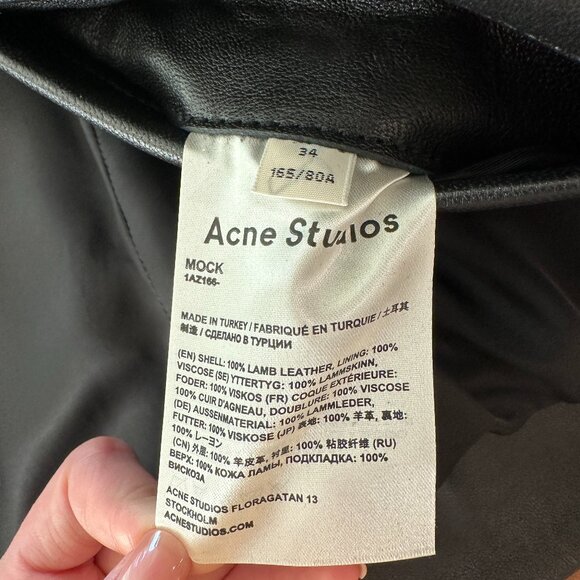 34
165/80A
Acne Studios
MOCK
1AZ166-
MADE IN TURKEY / FABRIQUÉ EN TURQUIE / 土耳其
制造 / СДЕЛАНО В ТУРЦИИ
(EN) SHELL: 100% LAMB LEATHER, LINING: 100%
VISCOSE (SE) YTTERTYG: 100% LAMMSKINN,
FODER: 100% VISKOS (FR) COQUE EXTÉRIEURE:
100% CUIR D'AGNEAU, DOUBLURE: 100% VISCOSE
(DE) AUSSENMATERIAL: 100% LAMMLEDER,
FUTTER: 100% VISKOSE (JP) 表地: 100% 羊革, 裏地:
100% レーヨン
(CN) 外壳: 100% 羊皮革, 衬里: 100% 粘胶纤维 (RU)
ВЕРХ: 100% КОЖА ЛАМЫ, ПОДКЛАДКА: 100%
ВИСКОЗА
ACNE STUDIOS FLORAGATAN 13
STOCKHOLM
ACNESTUDIOS.COM